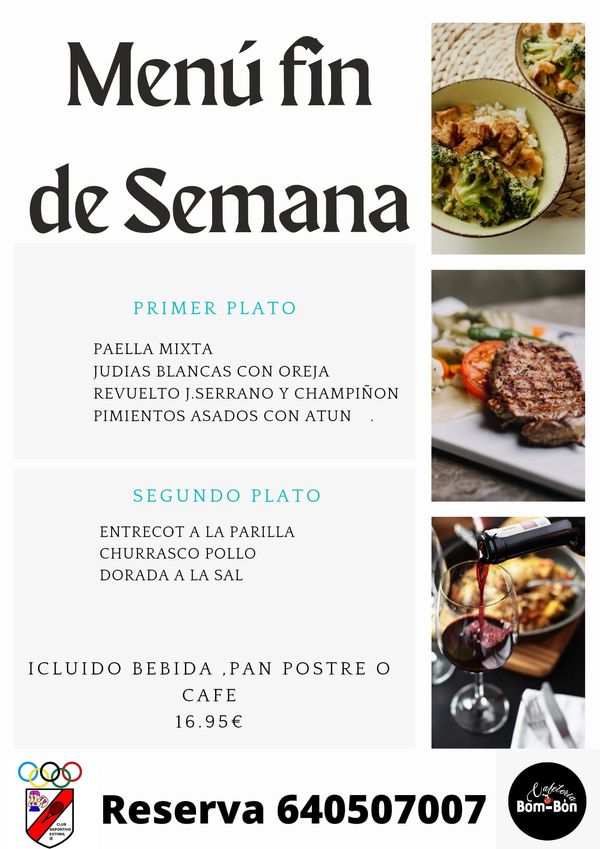 Menú fin
de Semana
PRIMER PLATO
PAELLA MIXTA
JUDIAS BLANCAS CON OREJA
REVUELTO J.SERRANO Y CHAMPIÑON
PIMIENTOS ASADOS CON ATUN .
SEGUNDO PLATO
ENTRECOT A LA PARILLA
CHURRASCO POLLO
DORADA A LA SAL
ICLUIDO BEBIDA ,PAN POSTRE O
CAFE
16.95€
CLUB
DEPORTIVO
ESTORIL
II
Reserva 640507007
Cafetería
Bom-Bón